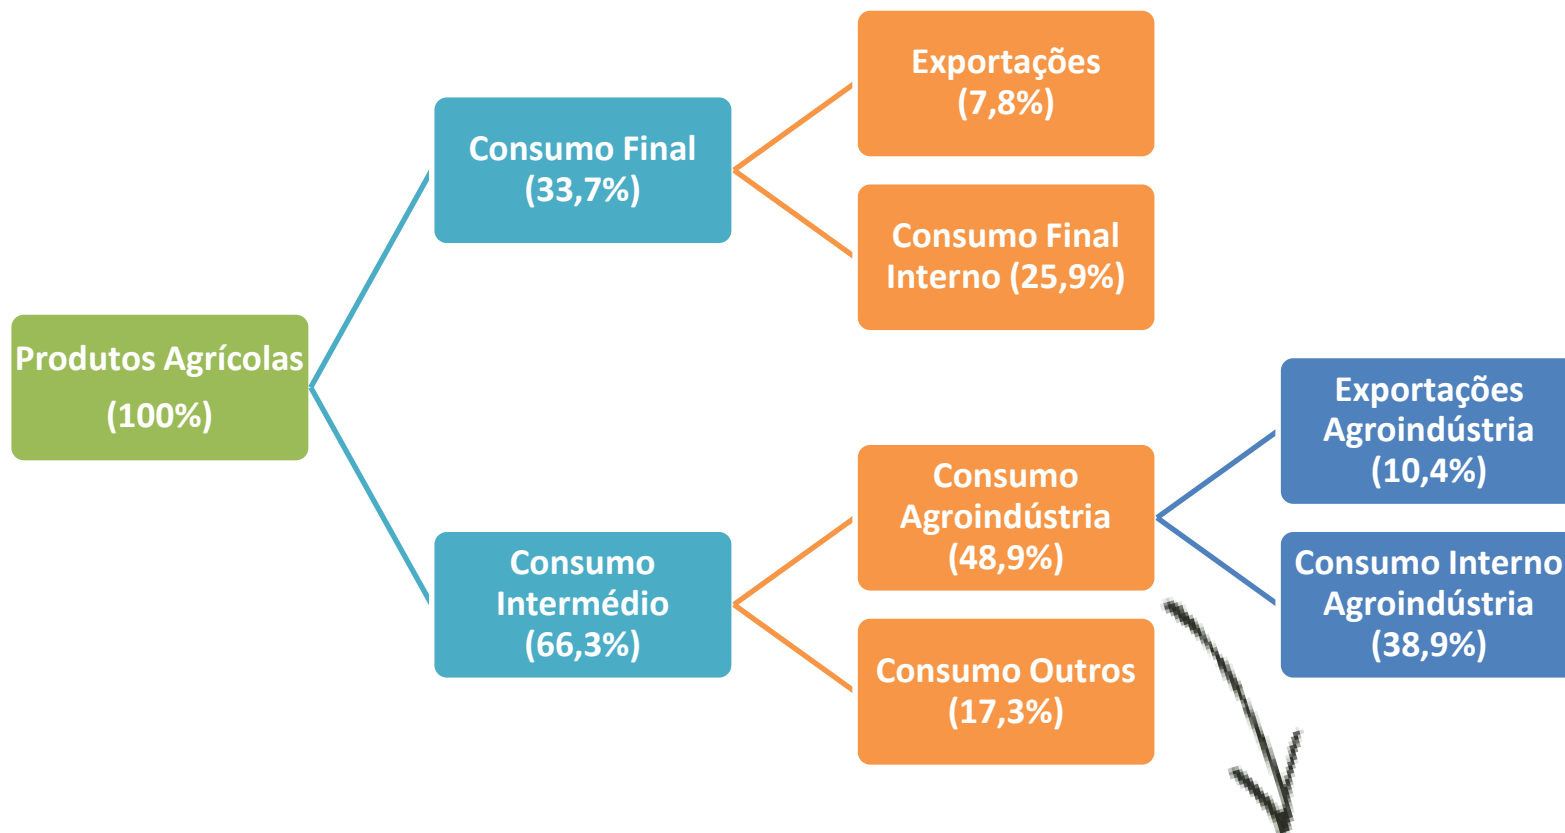 Produtos Agrícolas
(100%)
Consumo Final
(33,7%)
Exportações
(7,8%)
Consumo Final
Interno (25,9%)
Consumo
Intermédio
(66,3%)
Consumo
Agroindústria
(48,9%)
Consumo Outros
(17,3%)
Exportações
Agroindústria
(10,4%)
Consumo Interno
Agroindústria
(38,9%)